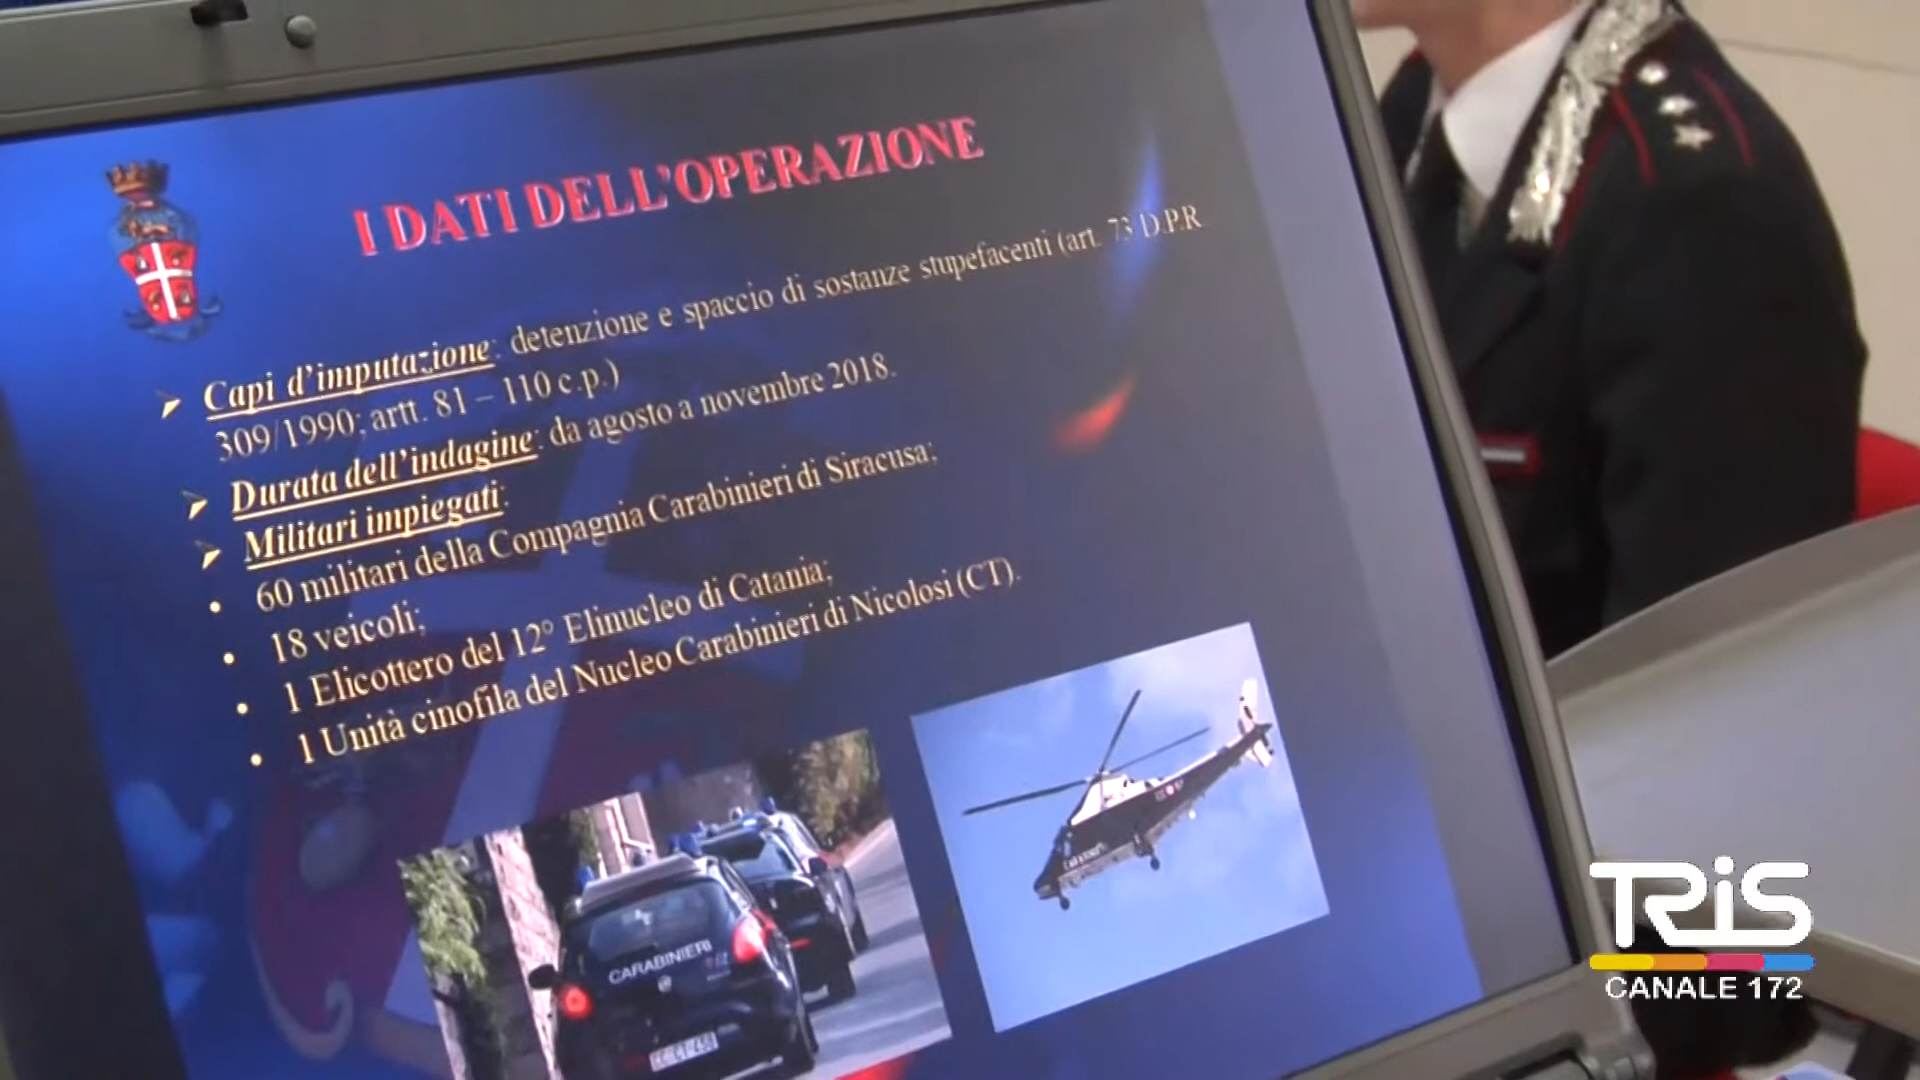 I DATI DELL'OPERAZIONE
Capi d'imputazione: detenzione e spaccio di sostanze stupefacenti (art. 73 D.P.R
309/1990; artt. 81 – 110 c.p.)
Durata dell'indagine: da agosto a novembre 2018.
Militari impiegati:
• 60 militari della Compagnia Carabinieri di Siracusa;
• 18 veicoli;
• 1 Elicottero del 12° Elinucleo di Catania;
• 1 Unità cinofila del Nucleo Carabinieri di Nicolosi (CT).
CARABINIERI
TRiS
CANALE 172